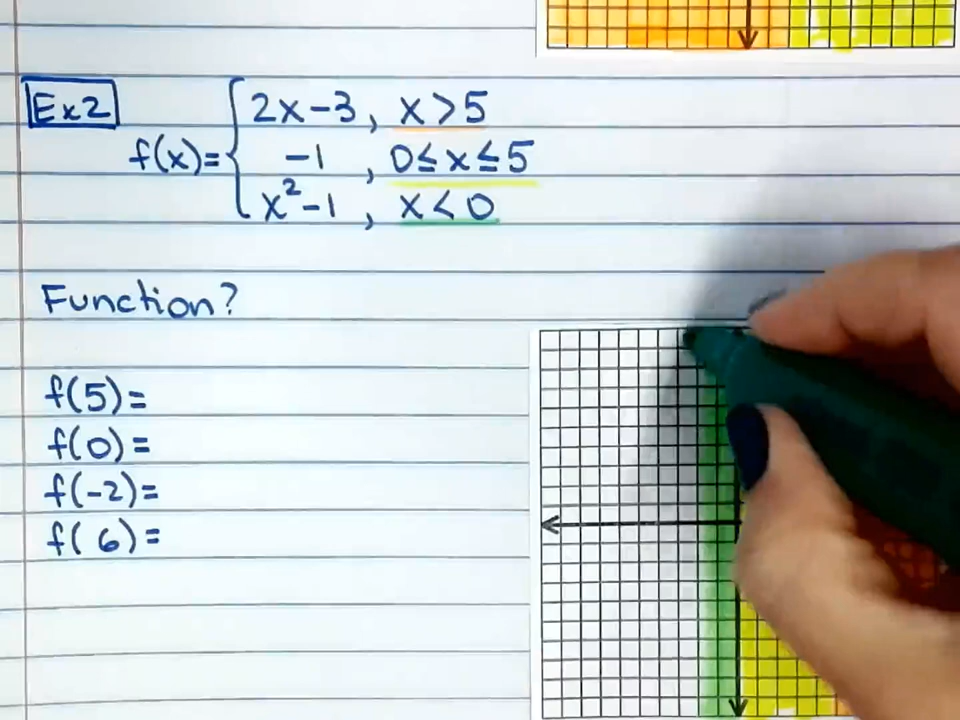 Ex2
2x-3, x>5
f(x)= { -1, 0≤x≤5
x²-1, x<0
Function?
f(5)=
f(0)=
f(-2)=
f( 6)=